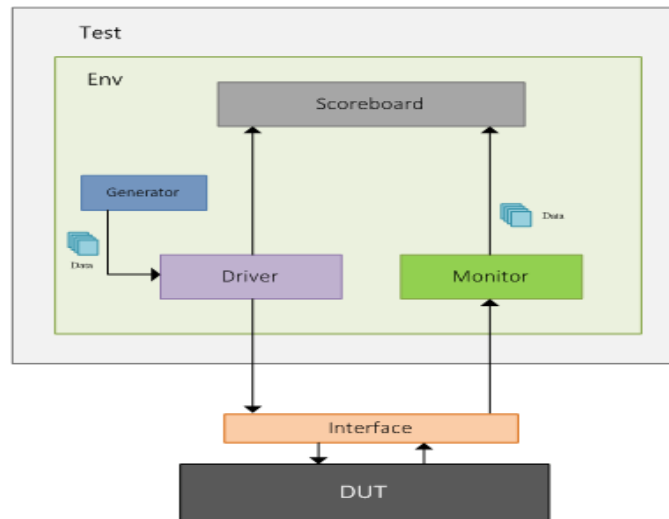 Test
Env
Scoreboard
Generator
Data
Data
Driver
Monitor
Interface
DUT